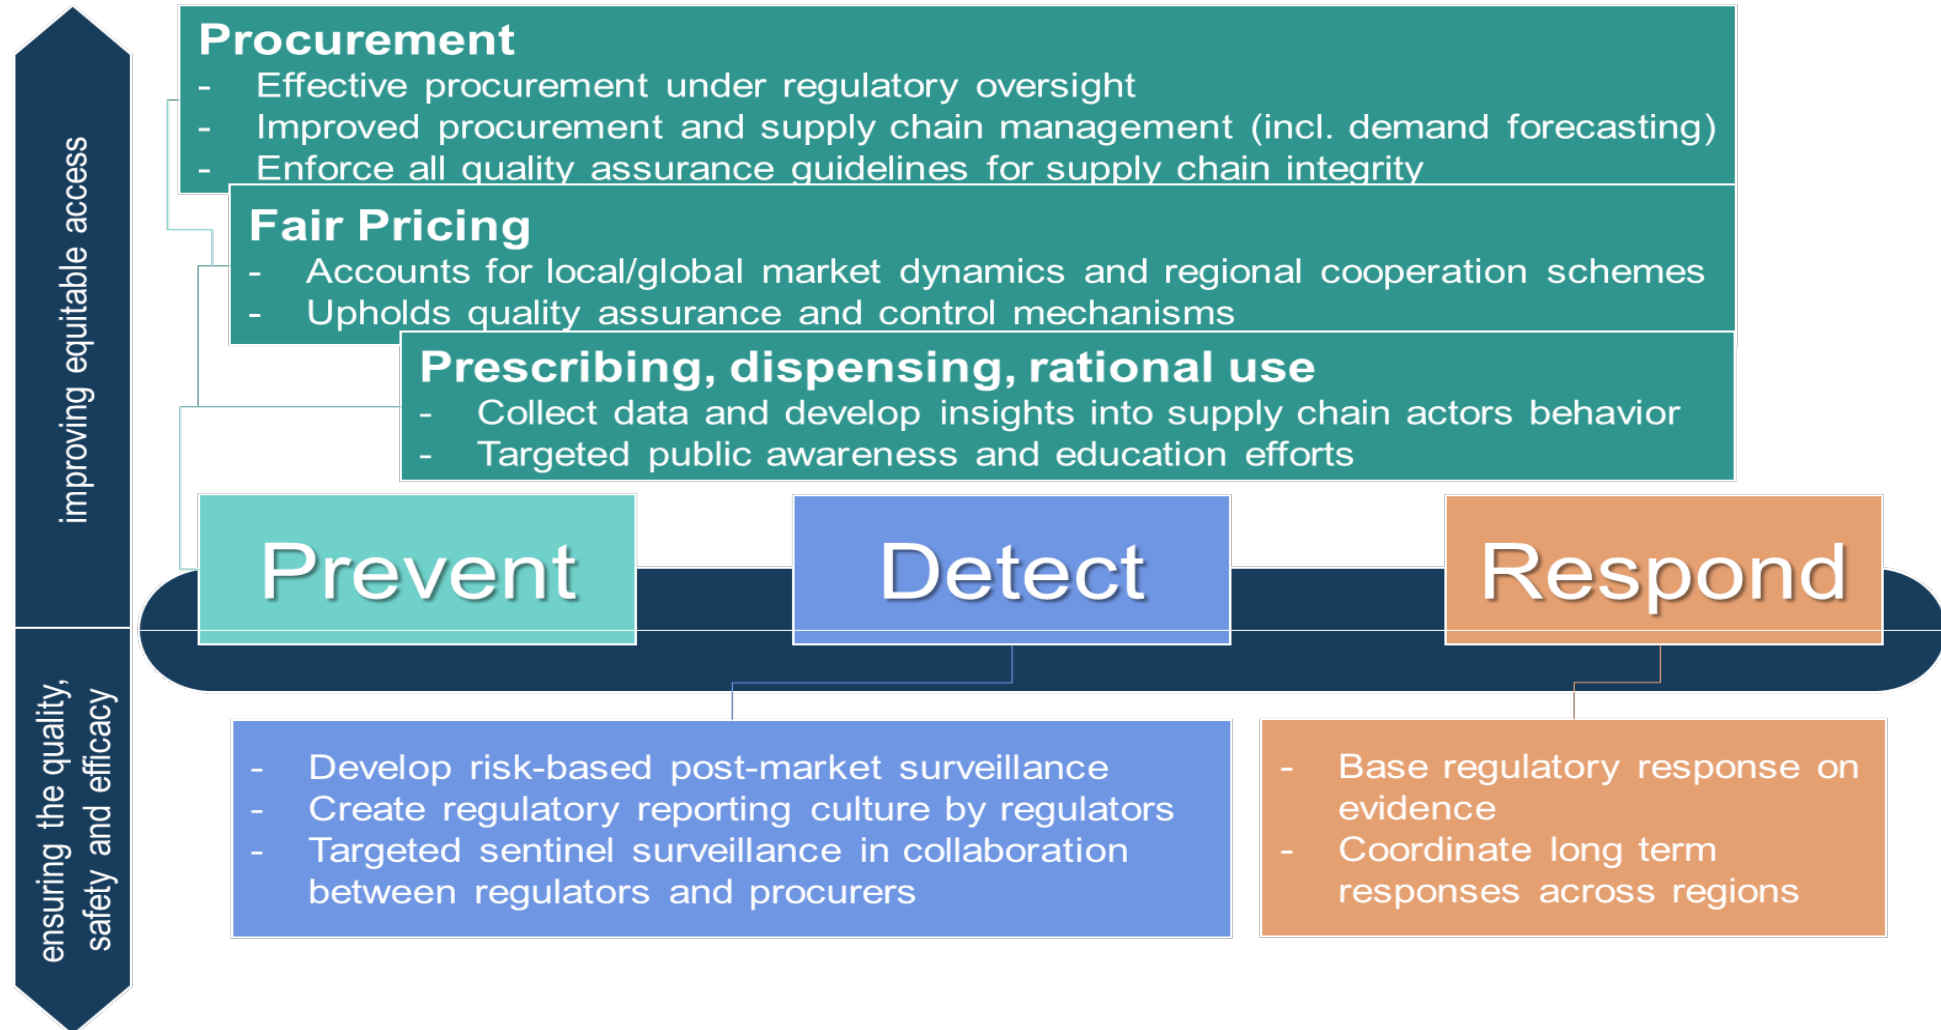 improving equitable access
ensuring the quality,
safety and efficacy
Procurement
- Effective procurement under regulatory oversight
- Improved procurement and supply chain management (incl. demand forecasting)
- Enforce all quality assurance guidelines for supply chain integrity
Fair Pricing
- Accounts for local/global market dynamics and regional cooperation schemes
- Upholds quality assurance and control mechanisms
Prescribing, dispensing, rational use
- Collect data and develop insights into supply chain actors behavior
- Targeted public awareness and education efforts
Prevent
Detect
Respond
- Develop risk-based post-market surveillance
- Create regulatory reporting culture by regulators
- Targeted sentinel surveillance in collaboration
between regulators and procurers
- Base regulatory response on
evidence
- Coordinate long term
responses across regions